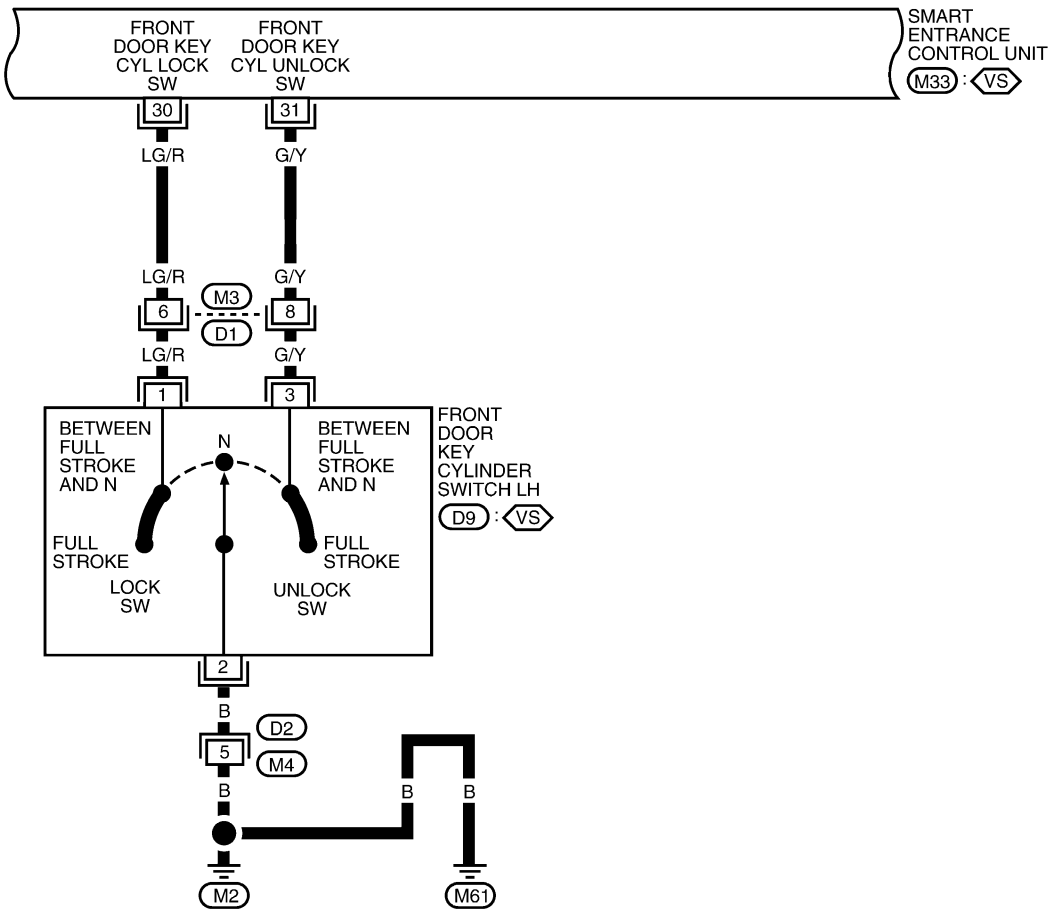 FRONT
DOOR KEY
CYL LOCK
SW
FRONT
DOOR KEY
CYL UNLOCK
SW
SMART
ENTRANCE
CONTROL UNIT
M33 : VS
30
31
LG/R
G/Y
LG/R
G/Y
6
M3
8
D1
LG/R
G/Y
1
3
BETWEEN
FULL
STROKE
AND N
N
BETWEEN
FULL
STROKE
AND N
FRONT
DOOR
KEY
CYLINDER
SWITCH LH
D9 : VS
FULL
STROKE
FULL
STROKE
LOCK
SW
UNLOCK
SW
2
B
D2
5
M4
B
B
B
M2
M61